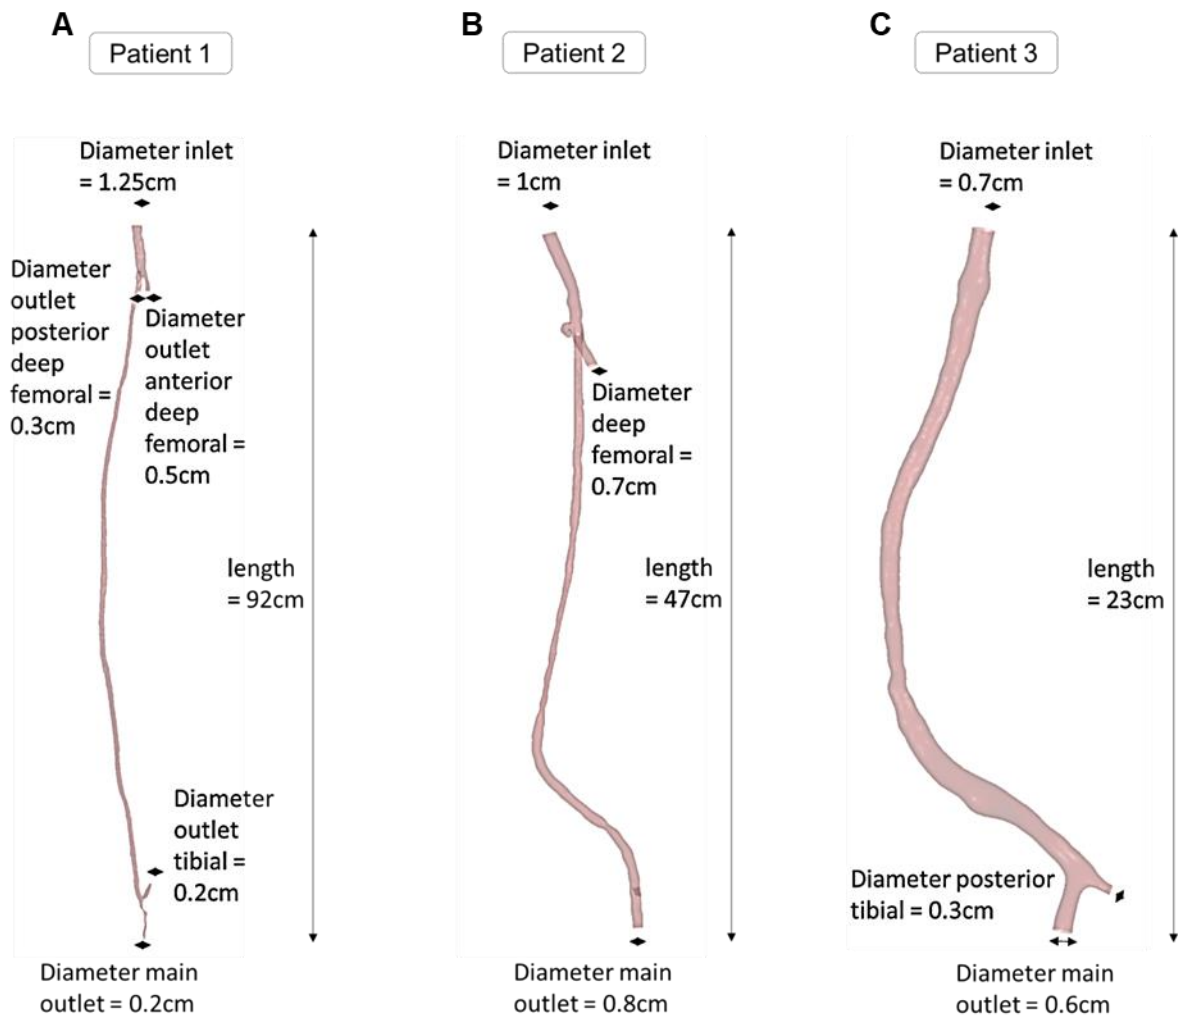 A
Patient 1
Diameter inlet
= 1.25cm
Diameter
outlet
posterior
deep
femoral =
0.3cm
Diameter
outlet
anterior
deep
femoral =
0.5cm
length
= 92cm
Diameter
outlet
tibial =
0.2cm
Diameter main
outlet = 0.2cm
B
Patient 2
Diameter inlet
= 1cm
Diameter
deep
femoral =
0.7cm
length
= 47cm
Diameter main
outlet = 0.8cm
C
Patient 3
Diameter inlet
= 0.7cm
length
= 23cm
Diameter posterior
tibial = 0.3cm
Diameter main
outlet = 0.6cm